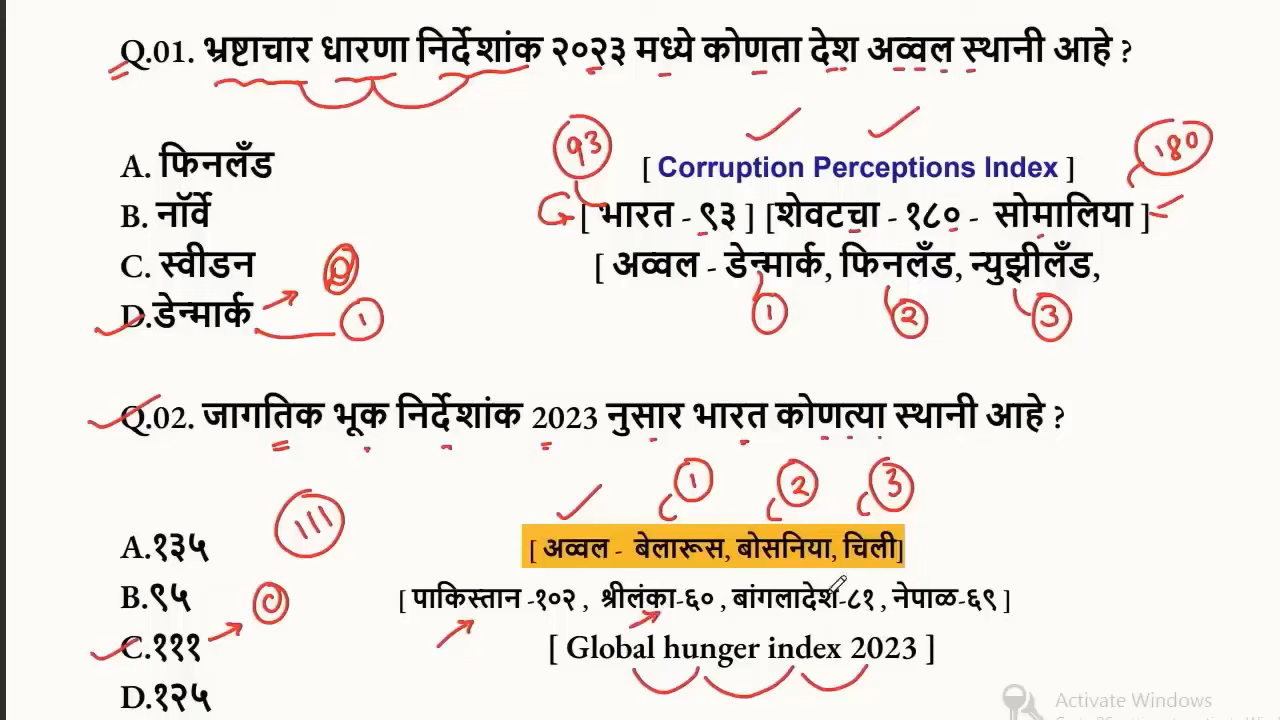 Q.01. भ्रष्टाचार धारणा निर्देशांक २०२३ मध्ये कोणता देश अव्वल स्थानी आहे ?
93
180
A. फिनलँड
[ Corruption Perceptions Index ]
B. नॉर्वे
[ भारत - ९३ ] [शेवटचा - १८० - सोमालिया ]
C. स्वीडन
[ अव्वल - डेन्मार्क, फिनलँड, न्युझीलँड,
D.डेन्मार्क
1
1
2
3
Q.02. जागतिक भूक निर्देशांक 2023 नुसार भारत कोणत्या स्थानी आहे ?
1
2
3
111
A.१३५
[ अव्वल - बेलारूस, बोसनिया, चिली]
B.९५
[ पाकिस्तान -१०२ , श्रीलंका-६० , बांगलादेश-८१ , नेपाळ-६९ ]
C.१११
[ Global hunger index 2023 ]
D.१२५
Activate Windows